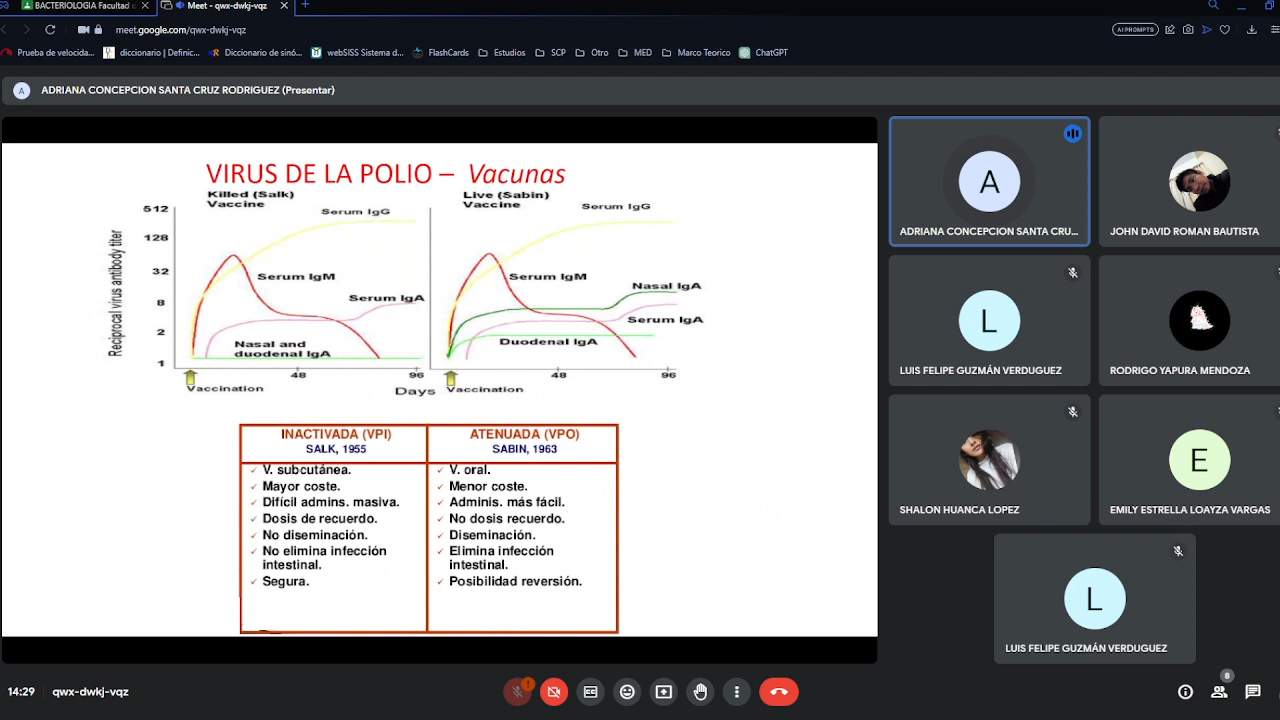 BACTERIOLOGIA Facultad d
Meet - qwx-dwkj-vqz
meet.google.com/qwx-dwkj-vqz
AI PROMPTS
Prueba de velocida...
diccionario | Definic...
Diccionario de sinó...
webSISS Sistema d...
FlashCards
Estudios
SCP
Otro
MED
Marco Teorico
ChatGPT
A
ADRIANA CONCEPCION SANTA CRUZ RODRIGUEZ (Presentar)
VIRUS DE LA POLIO – Vacunas
Killed (Salk)
Vaccine
Serum IgG
Serum IgM
Serum IgA
Nasal and
duodenal IgA
Reciprocal virus antibody titer
512
128
32
8
2
1
48
96
Vaccination
Days
Live (Sabin)
Vaccine
Serum IgG
Serum IgM
Nasal IgA
Serum IgA
Duodenal IgA
48
96
Vaccination
INACTIVADA (VPI)
SALK, 1955
V. subcutánea.
Mayor coste.
Difícil admins. masiva.
Dosis de recuerdo.
No diseminación.
No elimina infección
intestinal.
Segura.
ATENUADA (VPO)
SABIN, 1963
V. oral.
Menor coste.
Adminis. más fácil.
No dosis recuerdo.
Diseminación.
Elimina infección
intestinal.
Posibilidad reversión.
A
ADRIANA CONCEPCION SANTA CRU...
JOHN DAVID ROMAN BAUTISTA
L
LUIS FELIPE GUZMÁN VERDUGUEZ
RODRIGO YAPURA MENDOZA
SHALON HUANCA LOPEZ
E
EMILY ESTRELLA LOAYZA VARGAS
L
LUIS FELIPE GUZMÁN VERDUGUEZ
14:29
qwx-dwkj-vqz
8